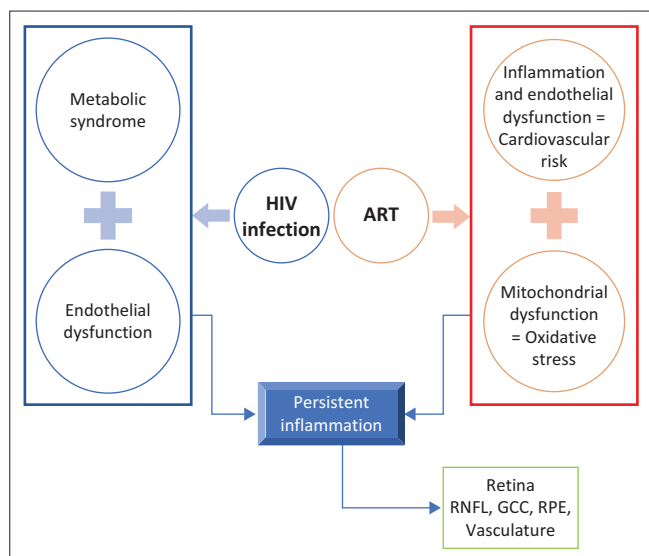 Metabolic
syndrome
Endothelial
dysfunction
HIV
infection
ART
Inflammation
and endothelial
dysfunction =
Cardiovascular
risk
Mitochondrial
dysfunction
= Oxidative
stress
Persistent
inflammation
Retina
RNFL, GCC, RPE,
Vasculature